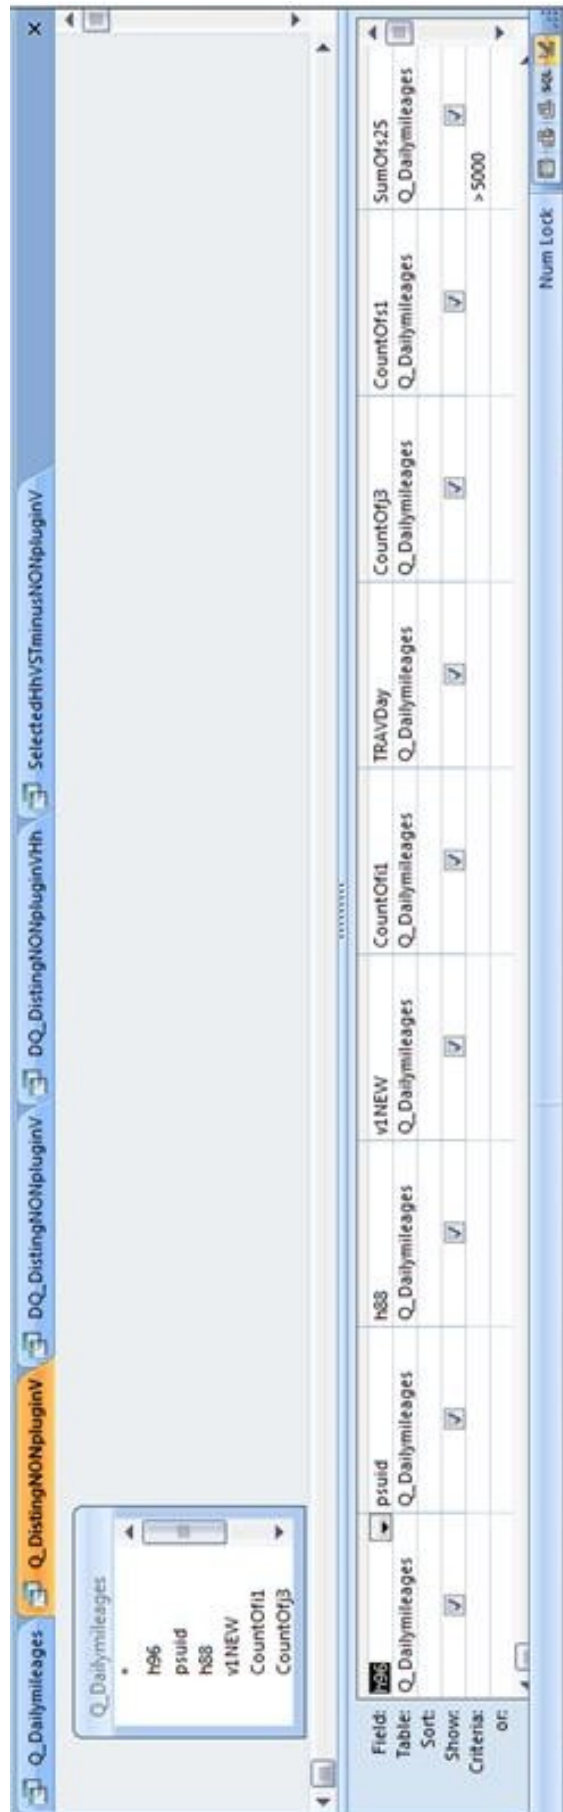 Q_Dailymileages Q_DistingNONpluginV DQ_DistingNONpluginV DQ_DistingNONpluginVHh SelectedHhVSTminusNONpluginV ×
Q_Dailymileages
*
h96
psuid
h88
v1NEW
CountOfi1
CountOfj3
Field: h96 psuid h88 v1NEW CountOfi1 TRAVDay CountOfj3 CountOfs1 SumOfs25
Table: Q_Dailymileages Q_Dailymileages Q_Dailymileages Q_Dailymileages Q_Dailymileages Q_Dailymileages Q_Dailymileages Q_Dailymileages Q_Dailymileages
Sort:
Show:
Criteria: >5000
or:
Num Lock SQL